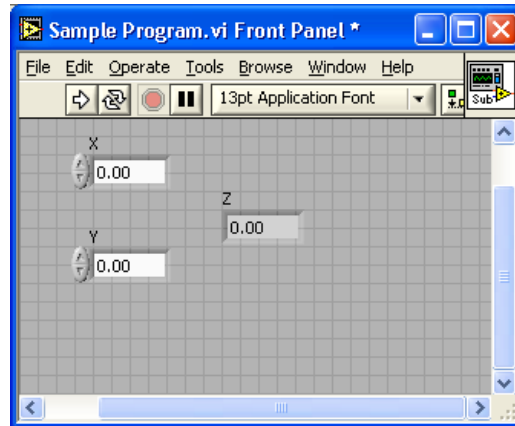 Sample Program.vi Front Panel *
File Edit Operate Tools Browse Window Help
13pt Application Font
Sub
X
0.00
Z
0.00
Y
0.00